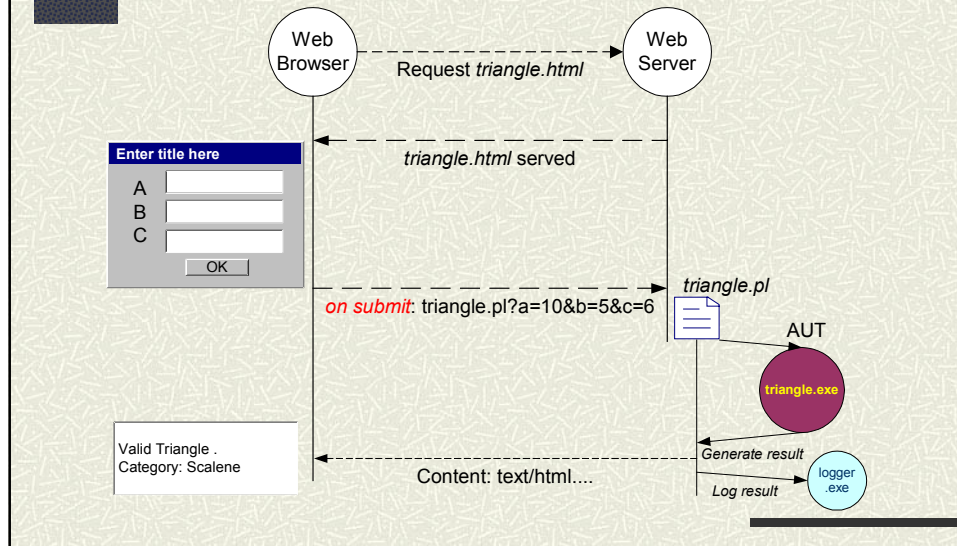 Web
Browser
Web
Server
Request triangle.html
triangle.html served
Enter title here
A
B
C
OK
on submit: triangle.pl?a=10&b=5&c=6
triangle.pl
AUT
triangle.exe
Valid Triangle .
Category: Scalene
Generate result
Content: text/html....
Log result
logger
.exe